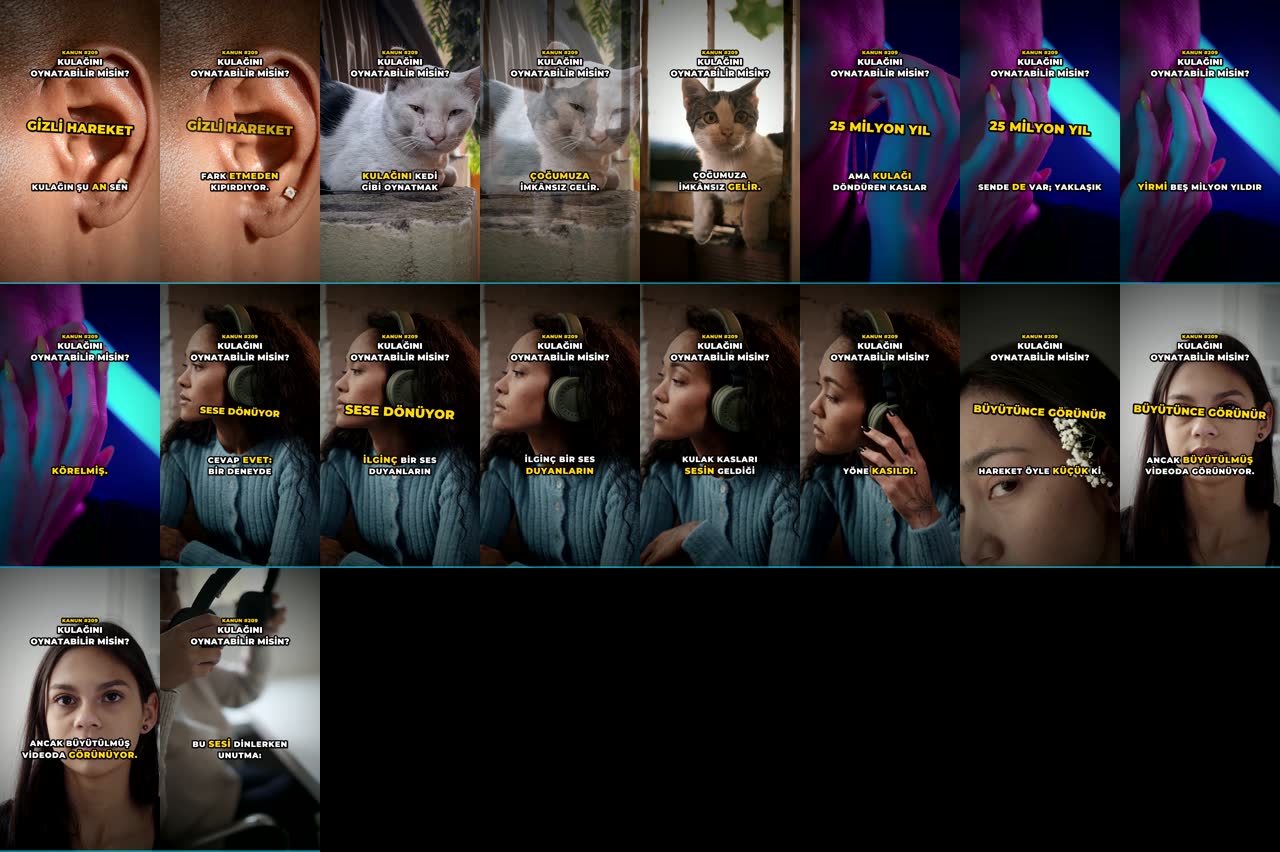 KANUN #209
KULAĞINI
OYNATABİLİR MİSİN?
GİZLİ HAREKET
KULAĞIN ŞU AN SEN
KANUN #209
KULAĞINI
OYNATABİLİR MİSİN?
GİZLİ HAREKET
FARK ETMEDEN
KIPIRDIYOR.
KANUN #209
KULAĞINI
OYNATABİLİR MİSİN?
KULAĞINI KEDİ
GİBİ OYNATMAK
KANUN #209
KULAĞINI
OYNATABİLİR MİSİN?
ÇOĞUMUZA
İMKÂNSIZ GELİR.
KANUN #209
KULAĞINI
OYNATABİLİR MİSİN?
ÇOĞUMUZA
İMKÂNSIZ GELİR.
KANUN #209
KULAĞINI
OYNATABİLİR MİSİN?
25 MİLYON YIL
AMA KULAĞI
DÖNDÜREN KASLAR
KANUN #209
KULAĞINI
OYNATABİLİR MİSİN?
25 MİLYON YIL
SENDE DE VAR; YAKLAŞIK
KANUN #209
KULAĞINI
OYNATABİLİR MİSİN?
YİRMİ BEŞ MİLYON YILDIR
KANUN #209
KULAĞINI
OYNATABİLİR MİSİN?
KÖRELMİŞ.
KANUN #209
KULAĞINI
OYNATABİLİR MİSİN?
SESE DÖNÜYOR
CEVAP EVET:
BİR DENEYDE
KANUN #209
KULAĞINI
OYNATABİLİR MİSİN?
SESE DÖNÜYOR
İLGİNÇ BİR SES
DUYANLARIN
KANUN #209
KULAĞINI
OYNATABİLİR MİSİN?
İLGİNÇ BİR SES
DUYANLARIN
KANUN #209
KULAĞINI
OYNATABİLİR MİSİN?
KULAK KASLARI
SESİN GELDİĞİ
KANUN #209
KULAĞINI
OYNATABİLİR MİSİN?
YÖNE KASILDI.
KANUN #209
KULAĞINI
OYNATABİLİR MİSİN?
BÜYÜTÜNCE GÖRÜNÜR
HAREKET ÖYLE KÜÇÜK Kİ
KANUN #209
KULAĞINI
OYNATABİLİR MİSİN?
BÜYÜTÜNCE GÖRÜNÜR
ANCAK BÜYÜTÜLMÜŞ
VİDEODA GÖRÜNÜYOR.
KANUN #209
KULAĞINI
OYNATABİLİR MİSİN?
ANCAK BÜYÜTÜLMÜŞ
VİDEODA GÖRÜNÜYOR.
KANUN #209
KULAĞINI
OYNATABİLİR MİSİN?
BU SESİ DİNLERKEN
UNUTMA: